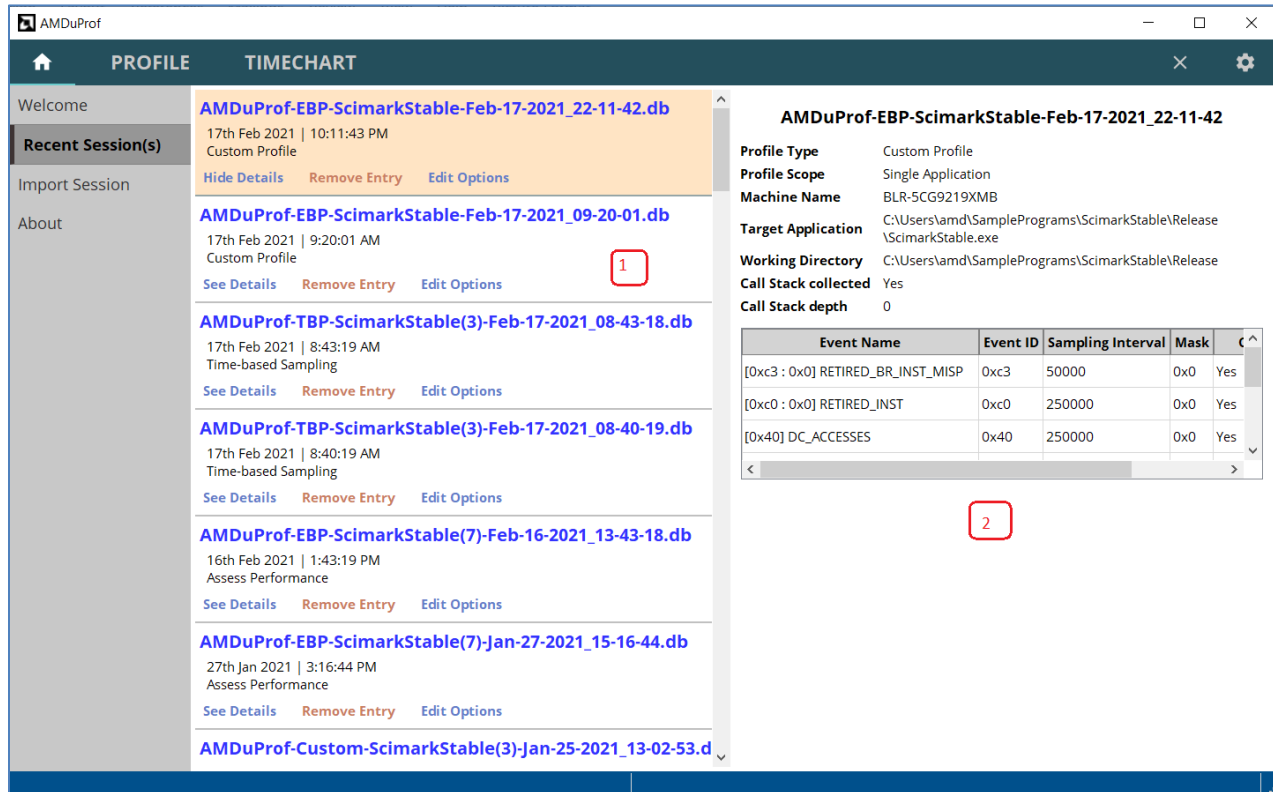 AMDuProf
PROFILE TIMECHART
Welcome
Recent Session(s)
Import Session
About
AMDuProf-EBP-ScimarkStable-Feb-17-2021_22-11-42.db
17th Feb 2021 | 10:11:43 PM
Custom Profile
Hide Details Remove Entry Edit Options
AMDuProf-EBP-ScimarkStable-Feb-17-2021_09-20-01.db
17th Feb 2021 | 9:20:01 AM
Custom Profile
1
See Details Remove Entry Edit Options
AMDuProf-TBP-ScimarkStable(3)-Feb-17-2021_08-43-18.db
17th Feb 2021 | 8:43:19 AM
Time-based Sampling
See Details Remove Entry Edit Options
AMDuProf-TBP-ScimarkStable(3)-Feb-17-2021_08-40-19.db
17th Feb 2021 | 8:40:19 AM
Time-based Sampling
See Details Remove Entry Edit Options
AMDuProf-EBP-ScimarkStable(7)-Feb-16-2021_13-43-18.db
16th Feb 2021 | 1:43:19 PM
Assess Performance
See Details Remove Entry Edit Options
AMDuProf-EBP-ScimarkStable(7)-Jan-27-2021_15-16-44.db
27th Jan 2021 | 3:16:44 PM
Assess Performance
See Details Remove Entry Edit Options
AMDuProf-Custom-ScimarkStable(3)-Jan-25-2021_13-02-53.d
AMDuProf-EBP-ScimarkStable-Feb-17-2021_22-11-42
Profile Type Custom Profile
Profile Scope Single Application
Machine Name BLR-5CG9219XMB
Target Application C:\Users\amd\SamplePrograms\ScimarkStable\Release
\ScimarkStable.exe
Working Directory C:\Users\amd\SamplePrograms\ScimarkStable\Release
Call Stack collected Yes
Call Stack depth 0
Event Name Event ID Sampling Interval Mask
[0xc3 : 0x0] RETIRED_BR_INST_MISP 0xc3 50000 0x0 Yes
[0xc0 : 0x0] RETIRED_INST 0xc0 250000 0x0 Yes
[0x40] DC_ACCESSES 0x40 250000 0x0 Yes
2